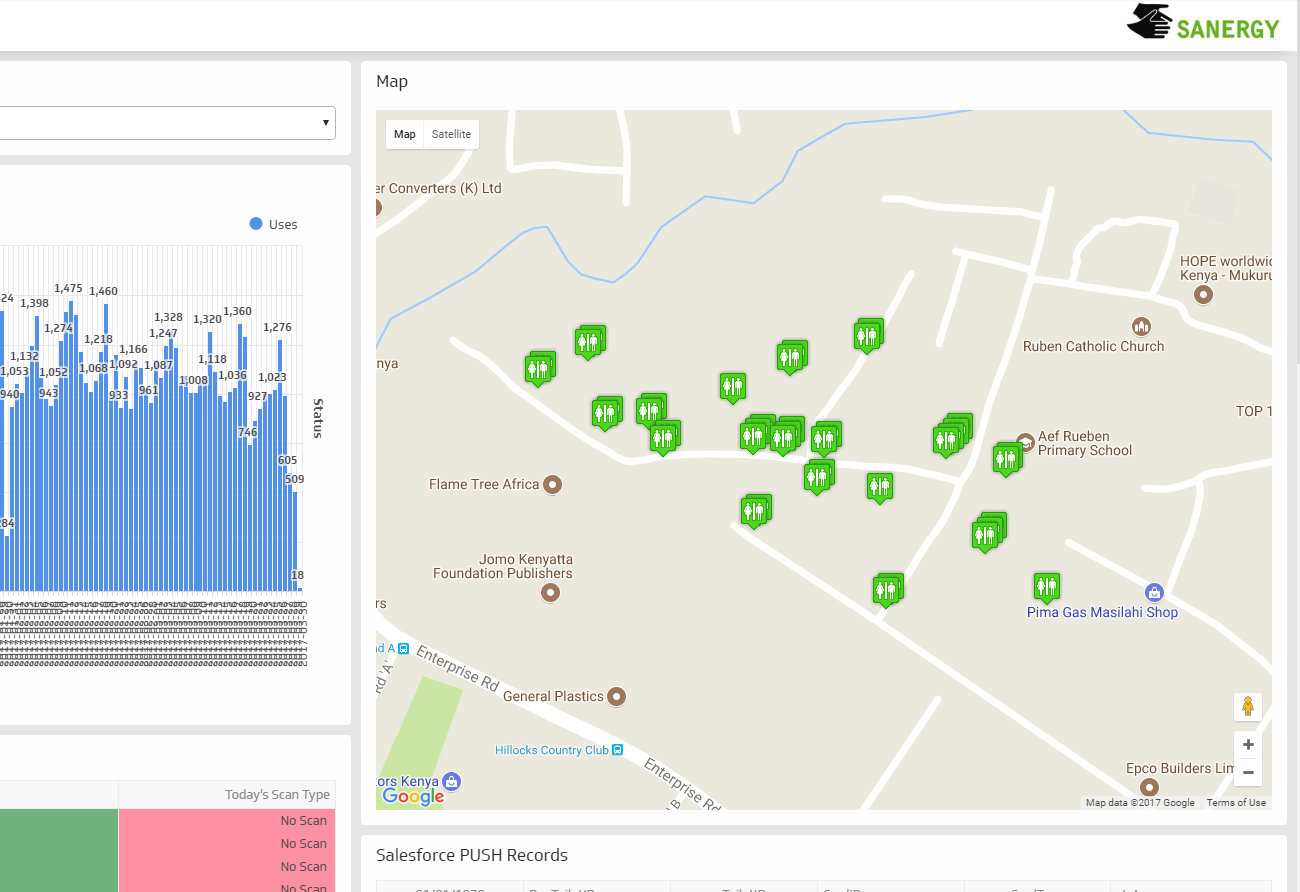 SANERGY
Map
Map Satellite
er Converters (K) Ltd
Uses
HOPE worldwid
Kenya - Mukuru
Ruben Catholic Church
nya
TOP 1
Aef Rueben
Primary School
Flame Tree Africa
Jomo Kenyatta
Foundation Publishers
rs
Pima Gas Masilahi Shop
d A
Enterprise Rd
Rd 'A'
General Plastics
Hillocks Country Club
Enterprise Rd
ors Kenya
Google
Epco Builders Lim
Map data ©2017 Google Terms of Use
24
1,398
1,475
1,460
1,274
1,218
1,132
1,053
940
943
1,052
1,068
1,092
933
1,166
961
1,087
1,247
1,328
1,008
1,320
1,118
1,036
1,360
746
927
1,023
1,276
605
509
284
18
2017-03-30
Status
Today's Scan Type
No Scan
No Scan
No Scan
No Scan
Salesforce PUSH Records